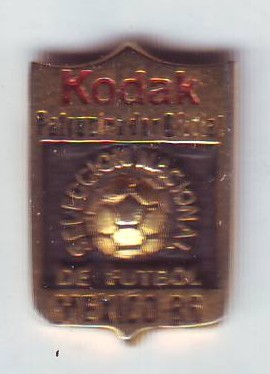 Kodak
Patrocinador Oficial
SELECCION NACIONAL
DE FUTBOL
MEXICO 86